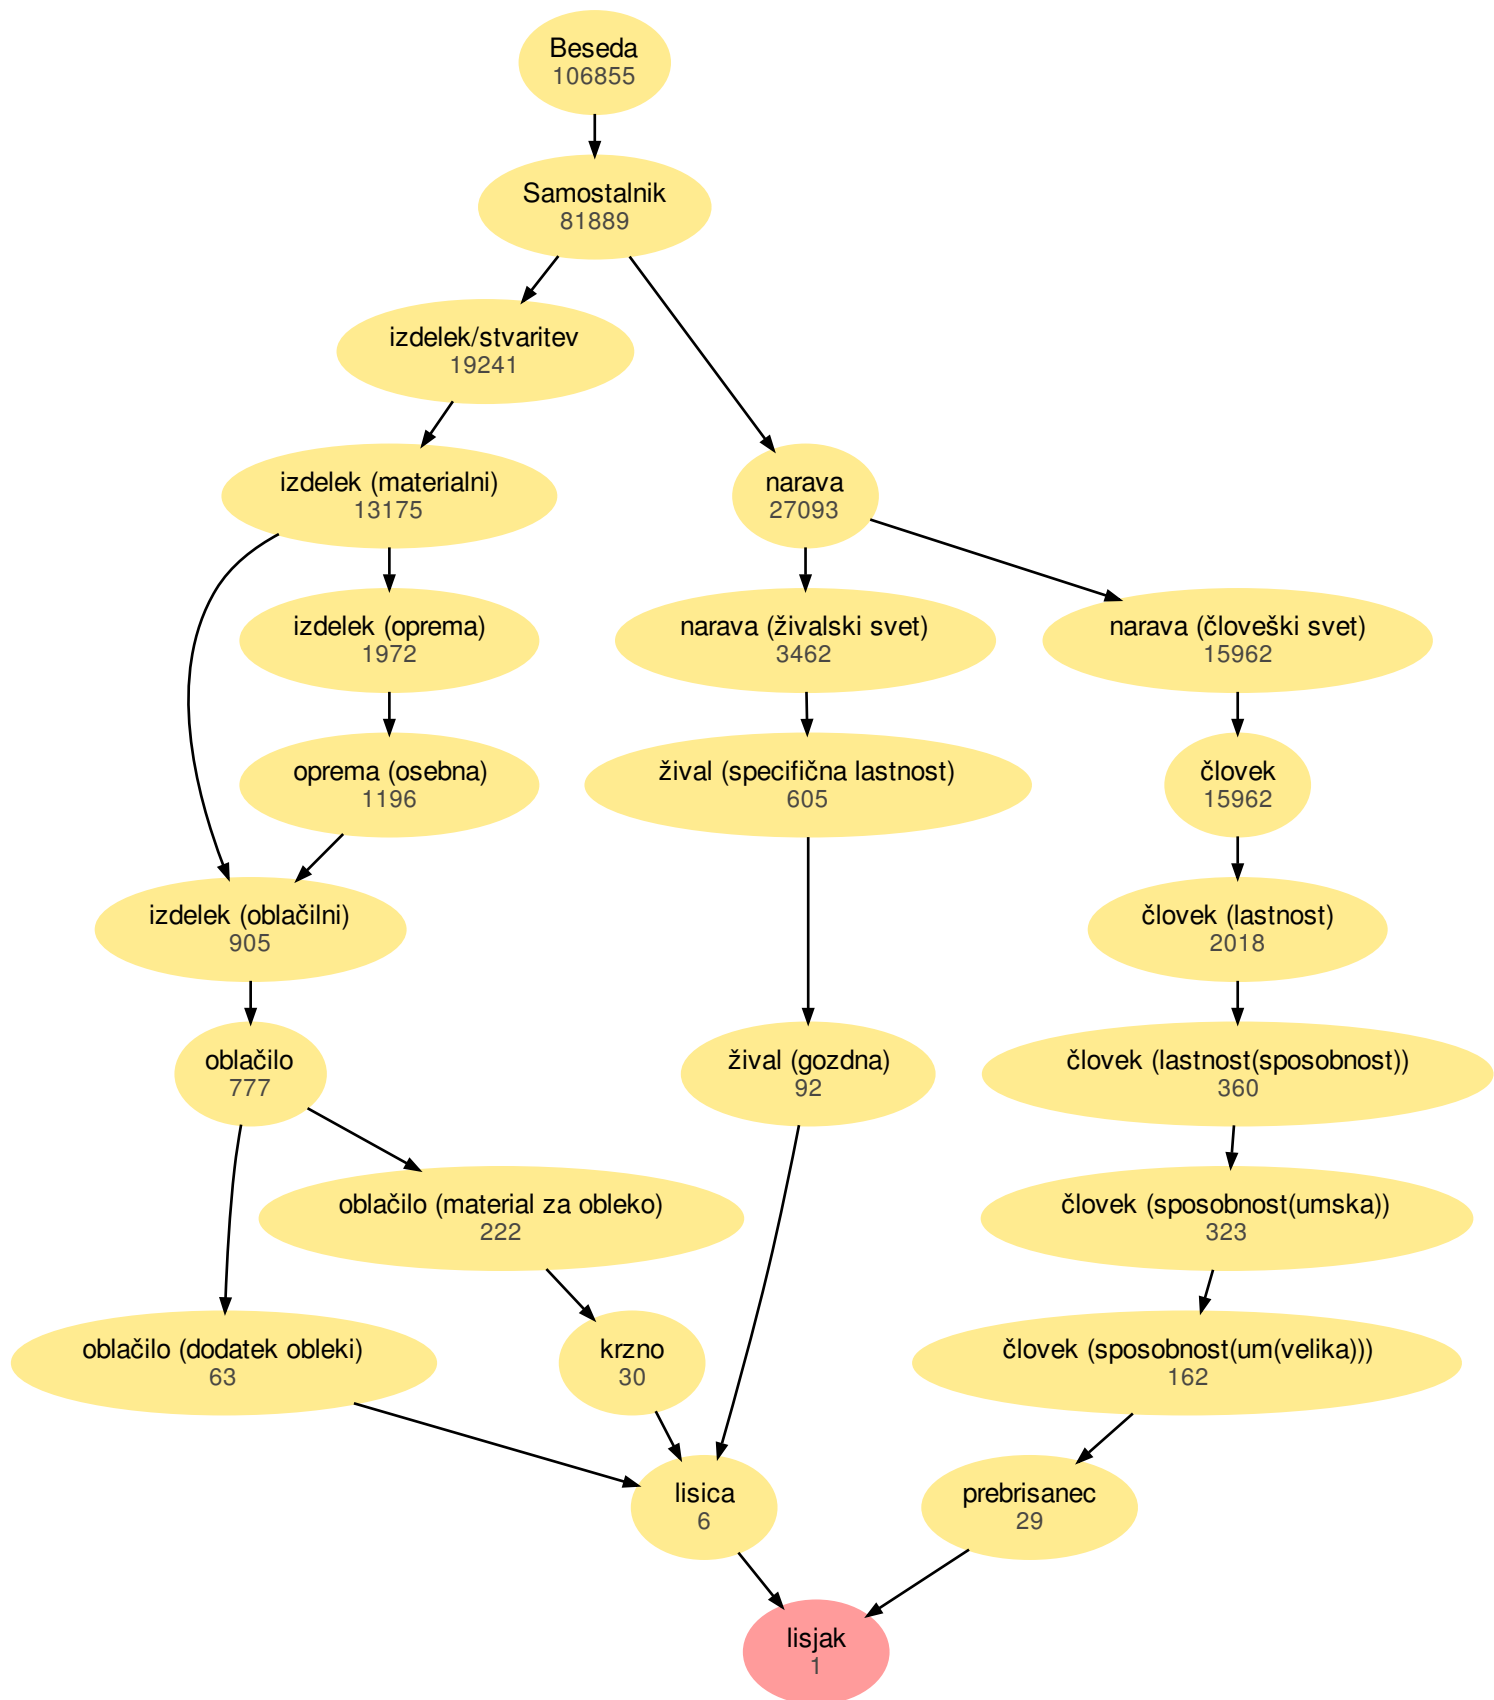 Beseda
106855
Samostalnik
81889
izdelek/stvaritev
19241
izdelek (materialni)
13175
narava
27093
izdelek (oprema)
1972
narava (živalski svet)
3462
narava (človeški svet)
15962
oprema (osebna)
1196
žival (specifična lastnost)
605
človek
15962
izdelek (oblačilni)
905
človek (lastnost)
2018
oblačilo
777
žival (gozdna)
92
človek (lastnost(sposobnost))
360
oblačilo (material za obleko)
222
človek (sposobnost(umska))
323
oblačilo (dodatek obleki)
63
krzno
30
človek (sposobnost(um(velika)))
162
lisica
6
prebrisanec
29
lisjak
1